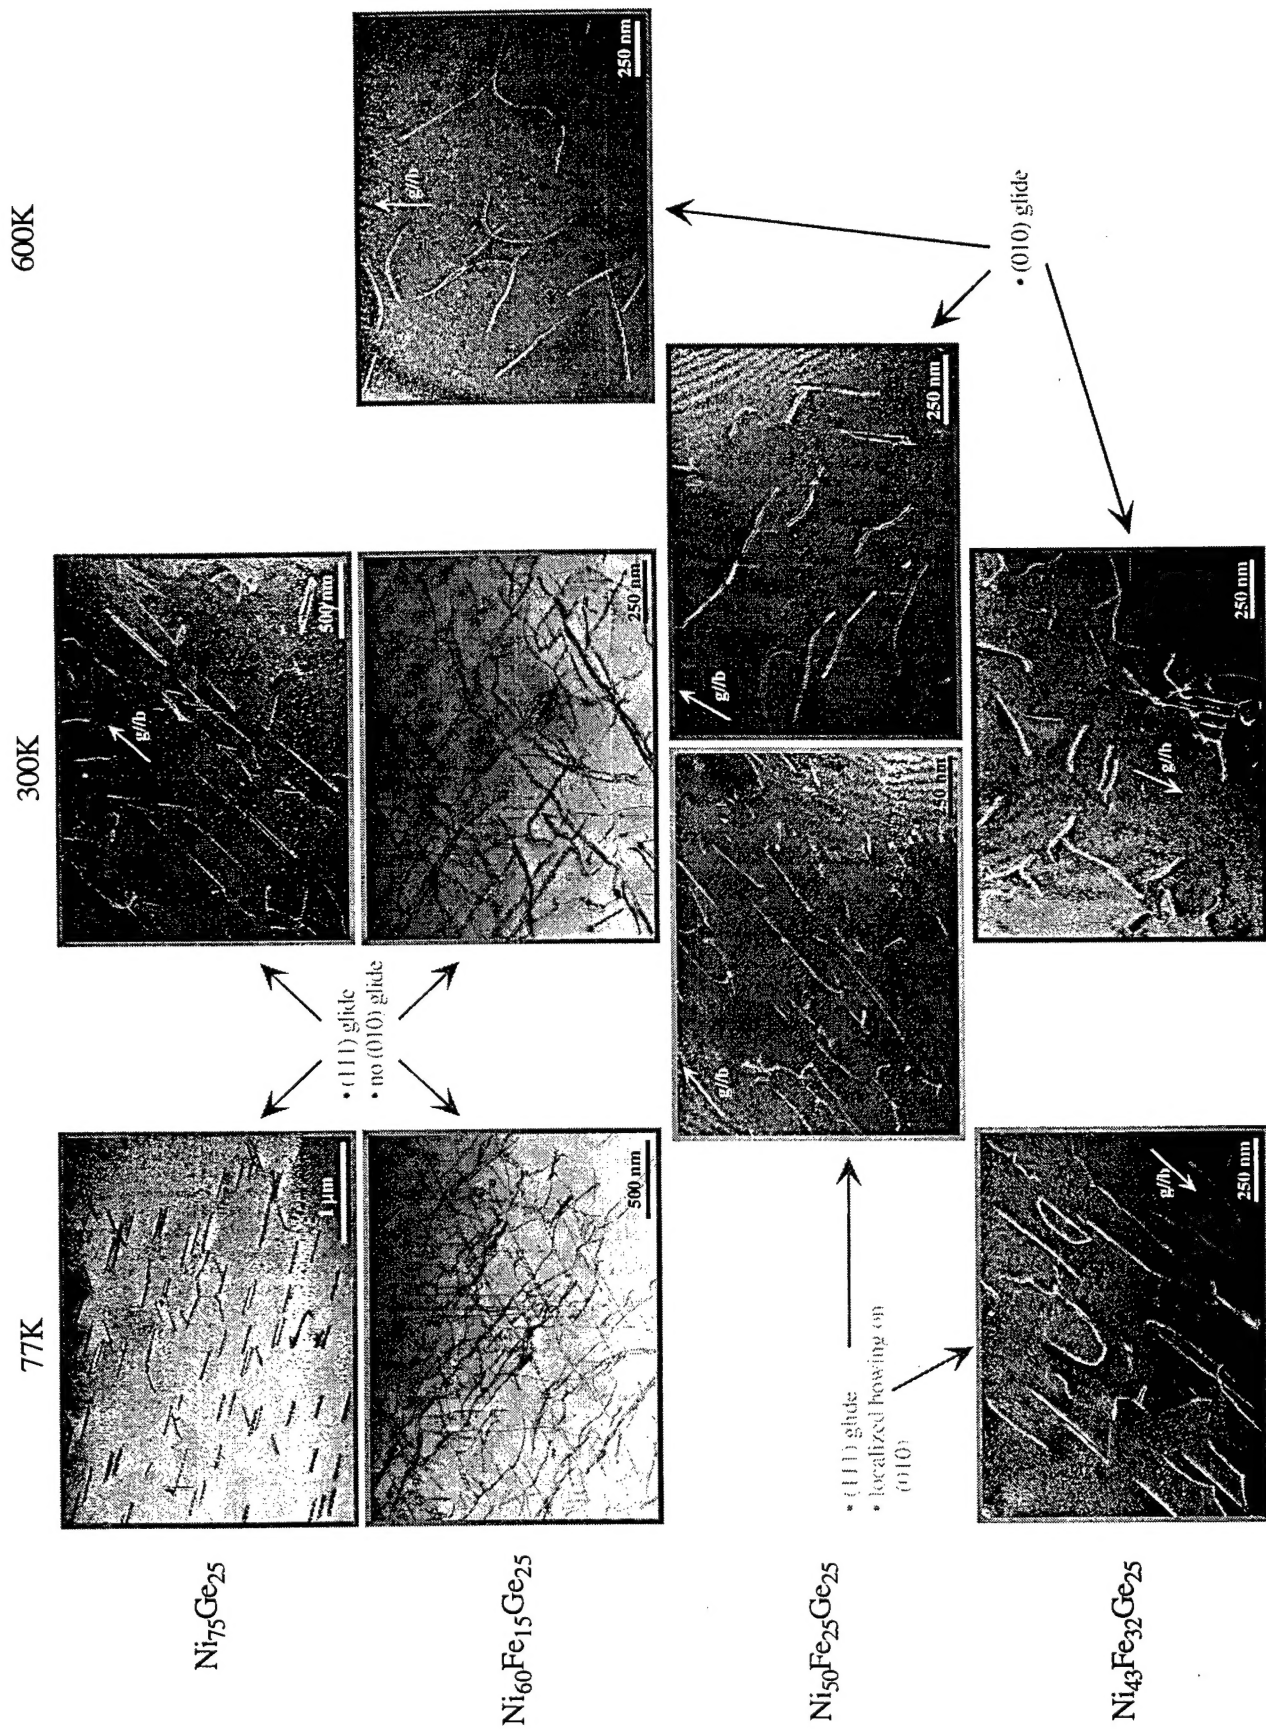 77K
300K
600K
Ni75Ge25
1 µm
• (111) glide
• no (010) glide
g//b
500 nm
Ni60Fe15Ge25
500 nm
250 nm
g//b
250 nm
Ni50Fe25Ge25
• (111) glide
• localized bowing on
(010)
g//b
250 nm
g//b
250 nm
• (010) glide
Ni43Fe32Ge25
g//b
250 nm
g//b
250 nm